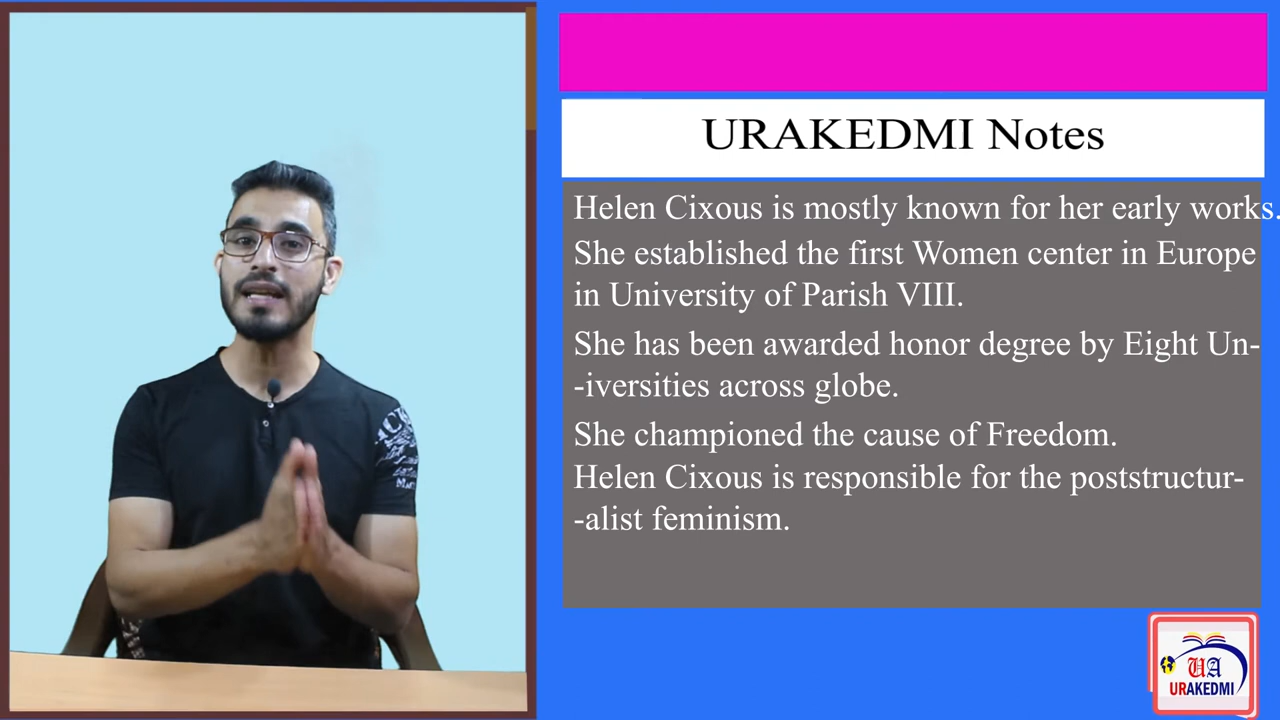 URAKEDMI Notes
Helen Cixous is mostly known for her early works.
She established the first Women center in Europe
in University of Parish VIII.
She has been awarded honor degree by Eight Un-
-iversities across globe.
She championed the cause of Freedom.
Helen Cixous is responsible for the poststructur-
-alist feminism.
UA
URAKEDMI